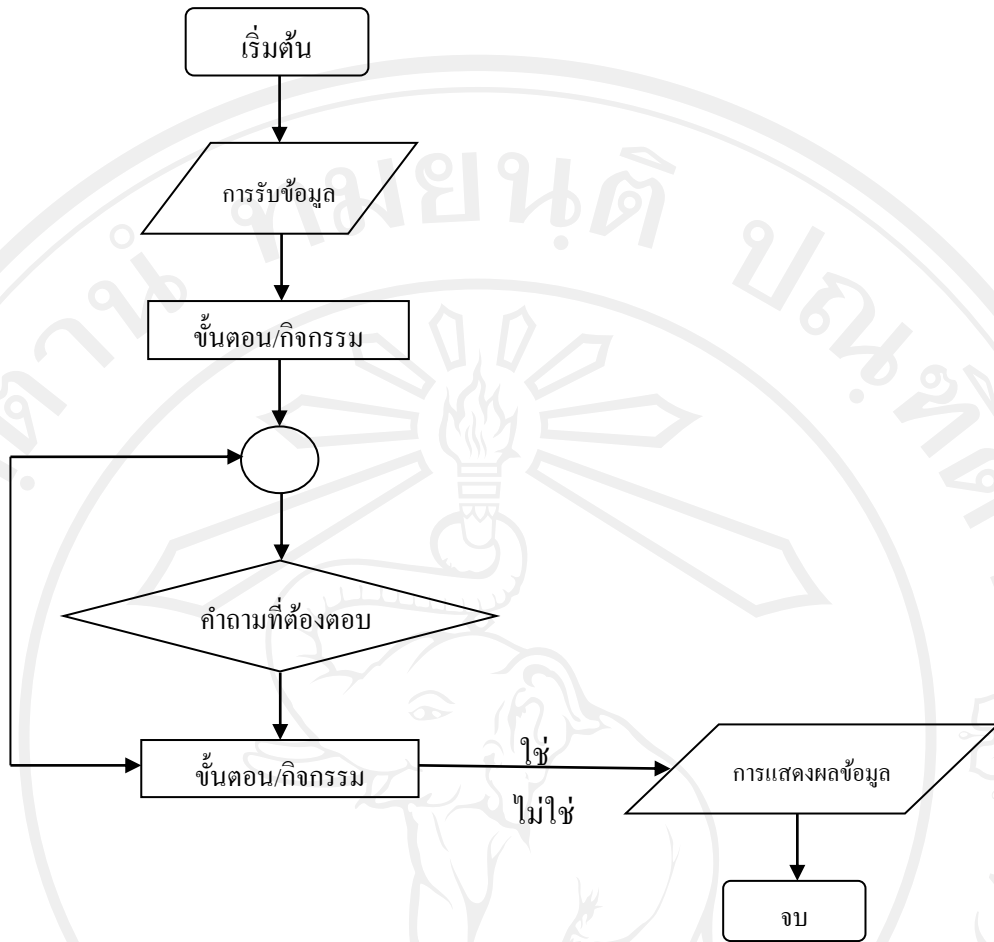 เริ่มต้น
การรับข้อมูล
ขั้นตอน/กิจกรรม
คำถามที่ต้องตอบ
ขั้นตอน/กิจกรรม
ใช่
ไม่ใช่
การแสดงผลข้อมูล
จบ